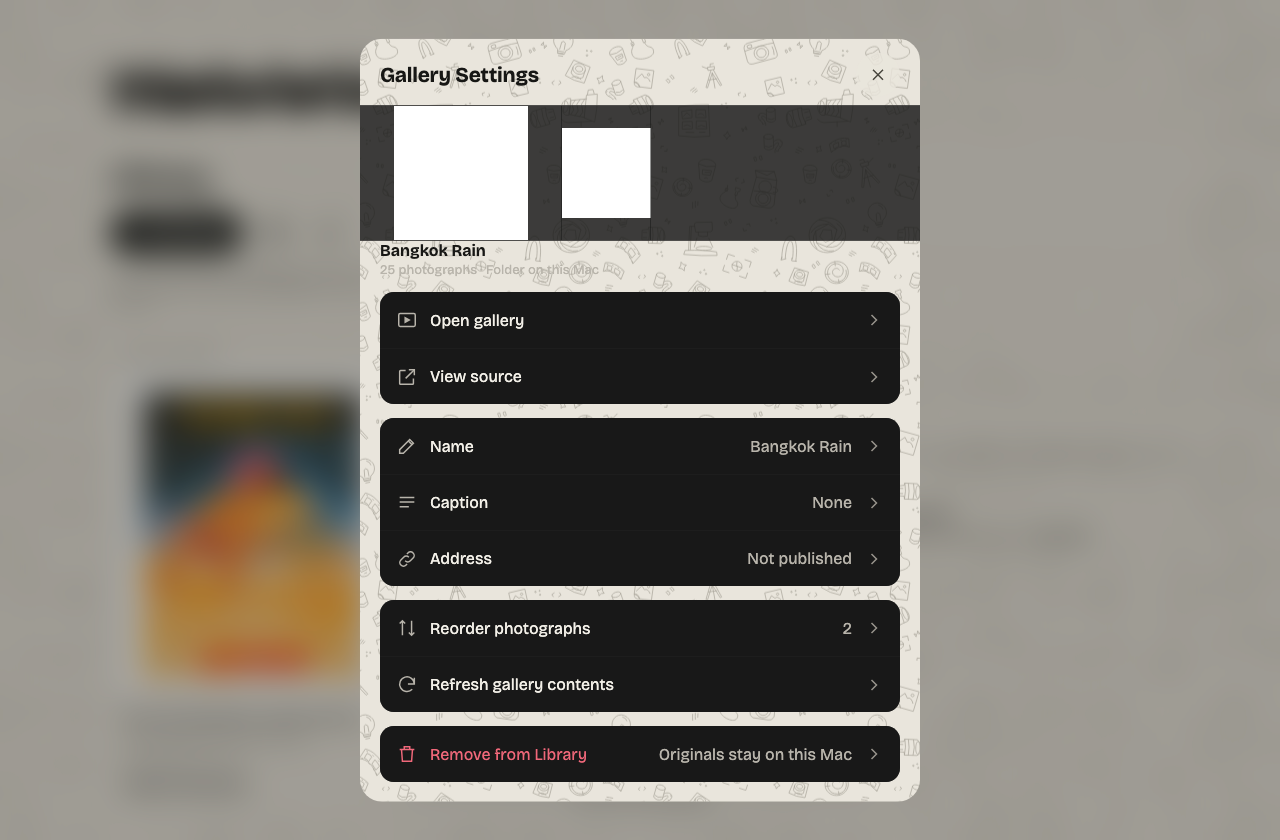 Gallery Settings
Bangkok Rain
25 photographs · Folder on this Mac
Open gallery
View source
Name Bangkok Rain
Caption None
Address Not published
Reorder photographs 2
Refresh gallery contents
Remove from Library Originals stay on this Mac